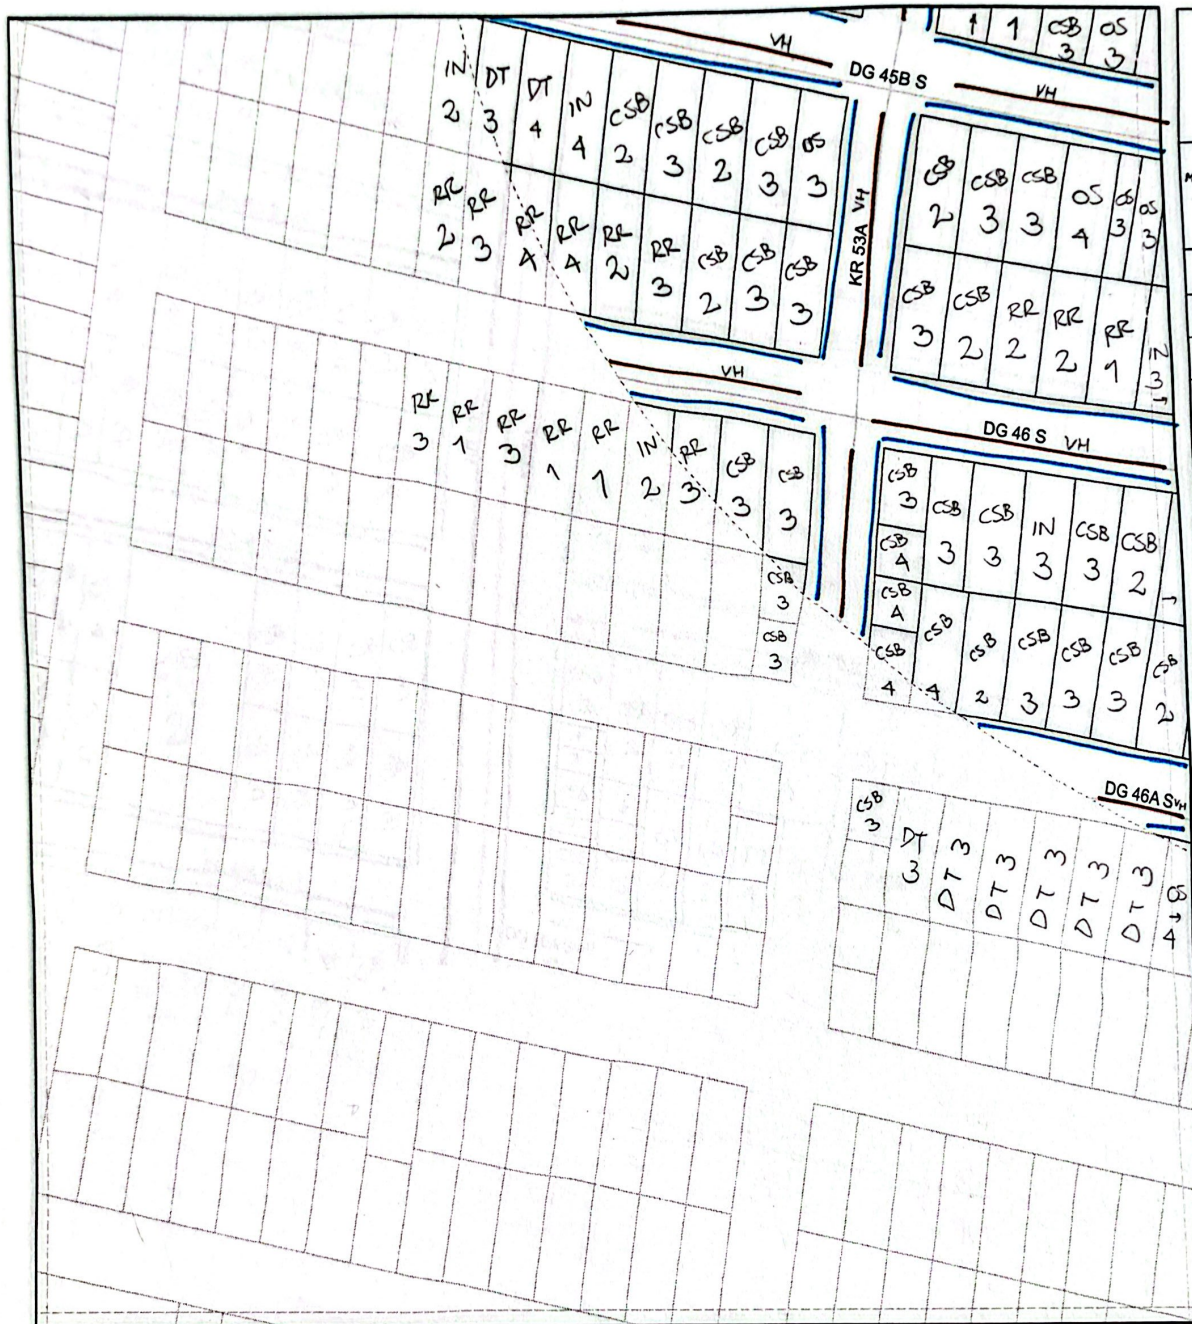 1 1 CSB 3 OS 3
VH
DG 45B S
VH
IN 2 DT 3 DT 4 IN 4 CSB 2 CSB 3 CSB 2 CSB 3 OS 3
RR 2 RR 3 RR 4 RR 4 RR 2 RR 3 CSB 2 CSB 3 CSB 3
KR 53A VH
CSB 2 CSB 3 CSB 3 OS 4 OS 3 OS 3
CSB 3 CSB 2 RR 2 RR 2 RR 1 IN 3 →
VH
DG 46 S VH
RR 3 RR 1 RR 3 RR 1 RR 1 IN 2 RR 3 CSB 3 CSB 3
CSB 3
CSB 3
CSB 3 CSB 3 CSB 3 IN 3 CSB 3 CSB 2 →
CSB 4
CSB 4
CSB 4 CSB 4 CSB 2 CSB 3 CSB 3 CSB 3 CSB 2
DG 46A S VH
CSB 3 DT 3 DT 3 DT 3 DT 3 DT 3 DT 3 OS → 4